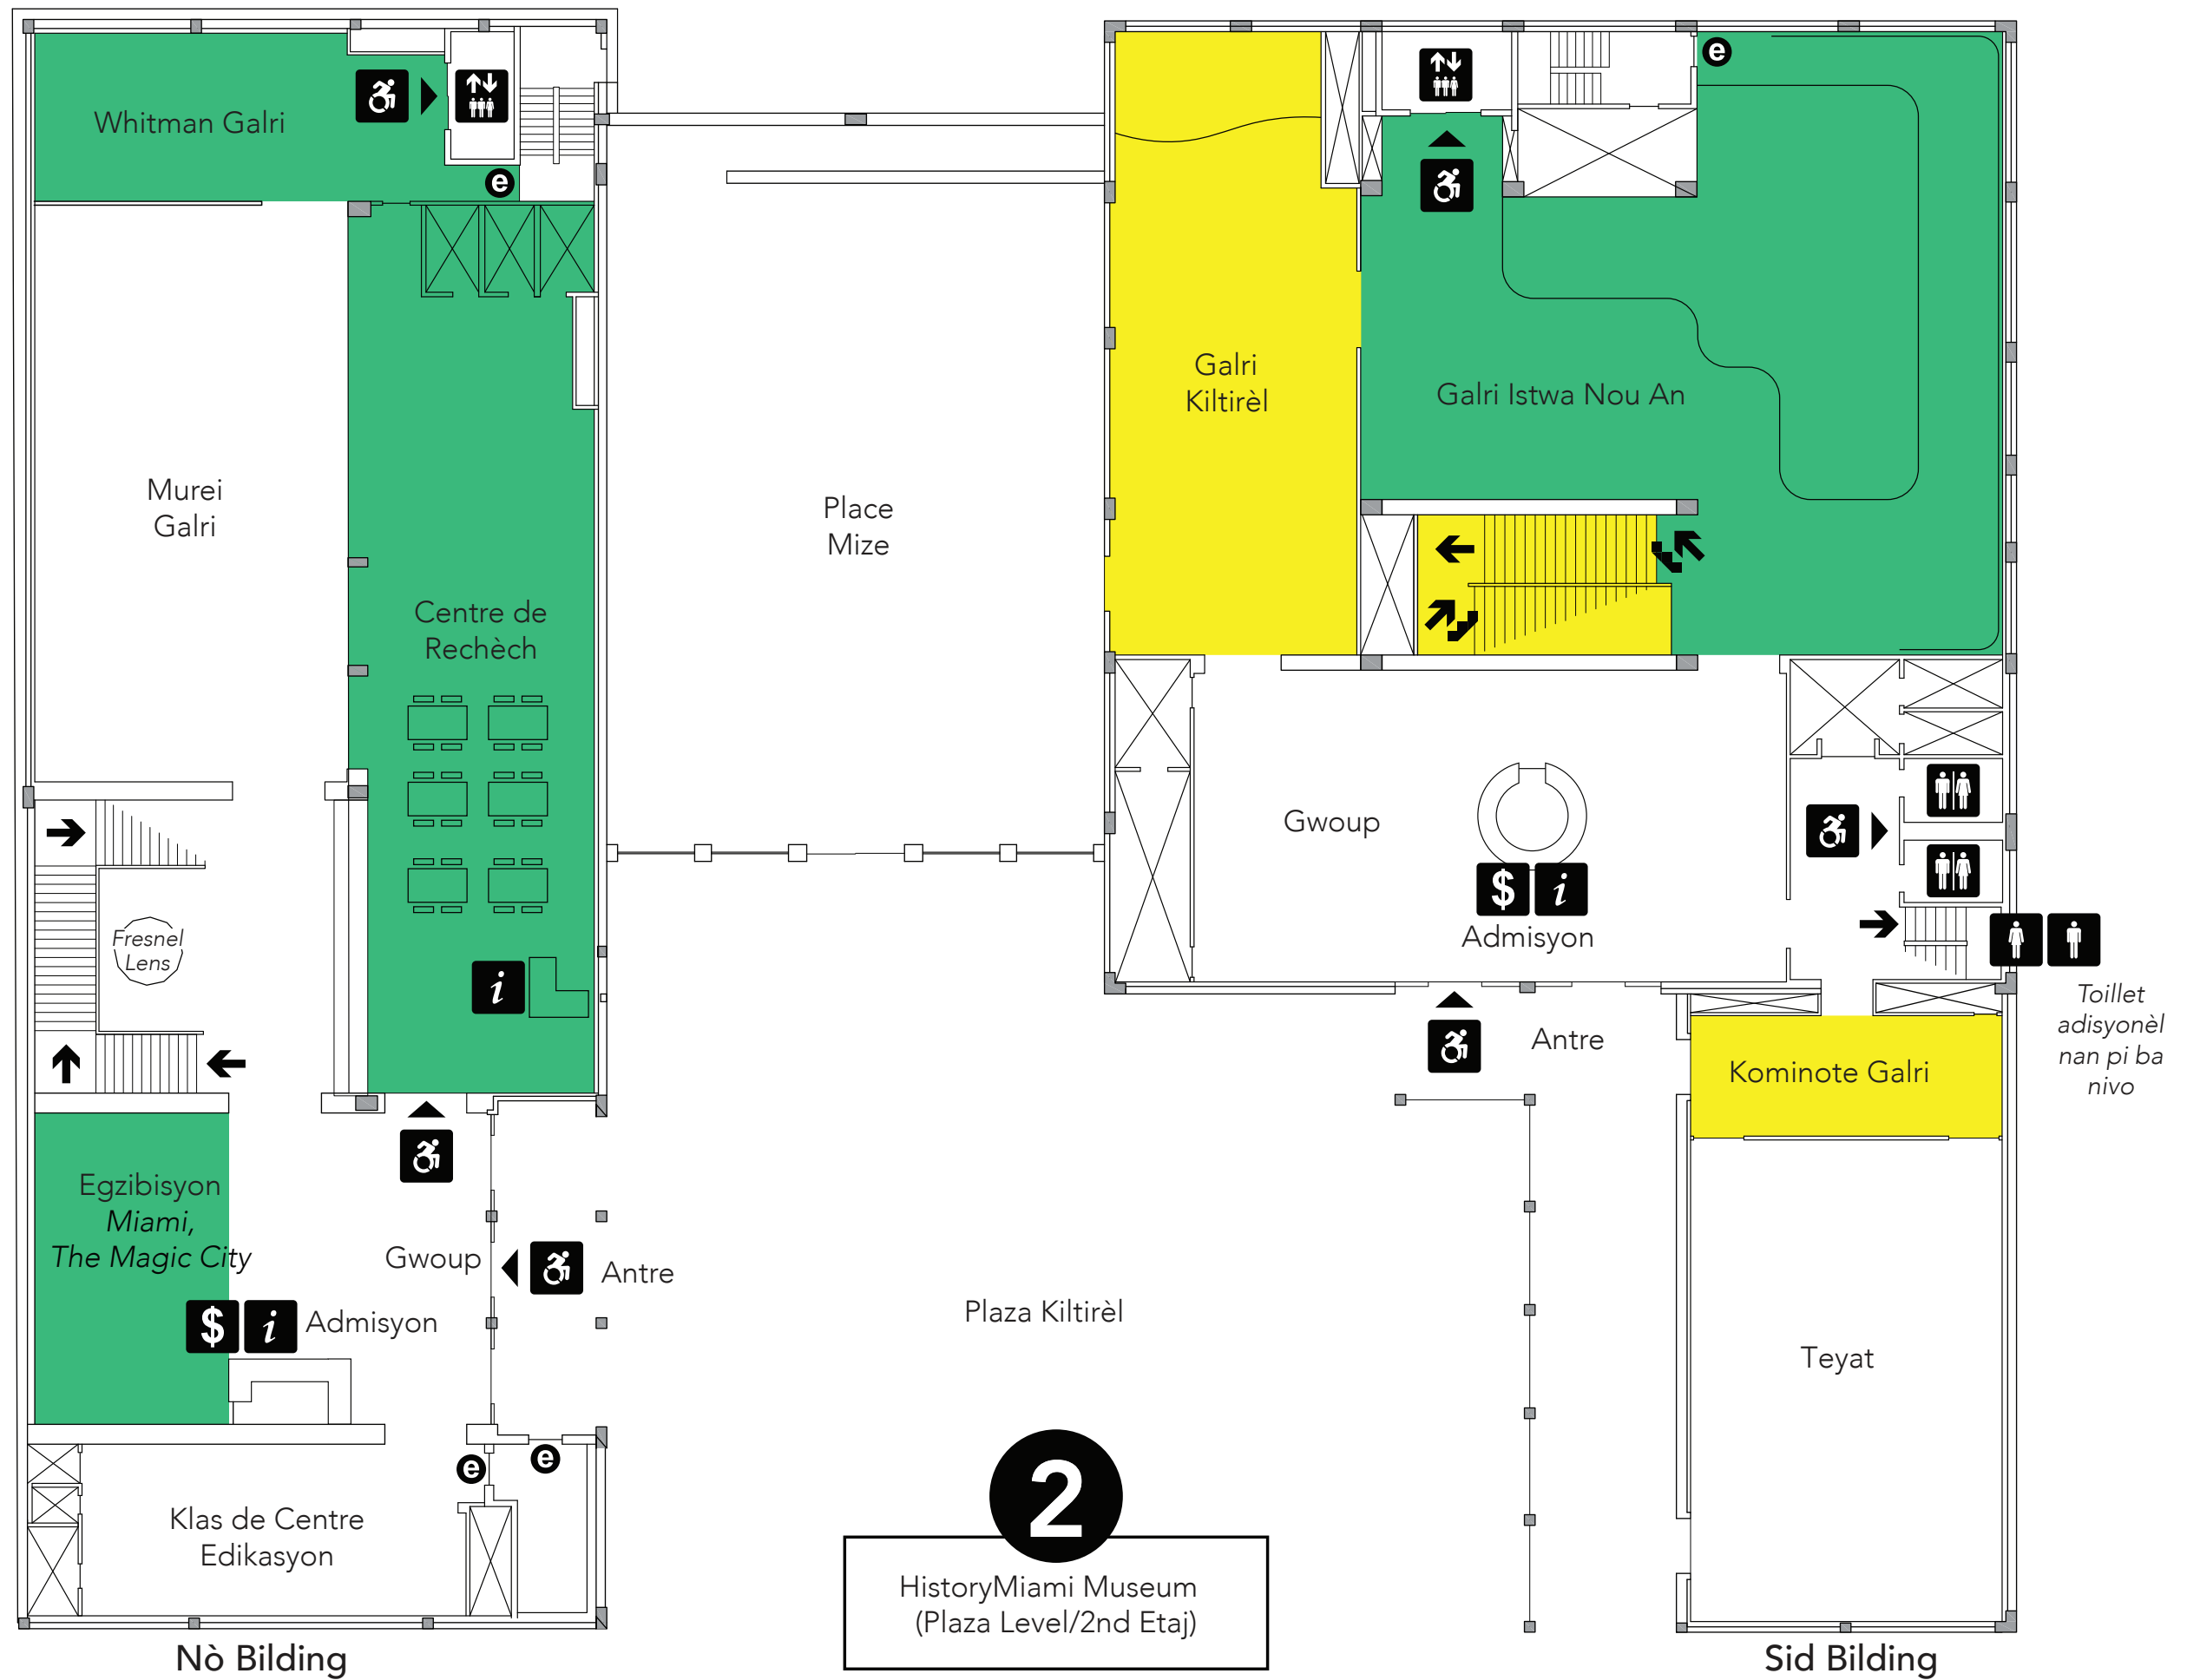 Whitman Galri
e
Murei
Galri
Centre de
Rechèch
Fresnel
Lens
i
Egzibisyon
Miami,
The Magic City
Gwoup
Antre
$ i Admisyon
e
e
Klas de Centre
Edikasyon
Nò Bilding
Place
Mize
Plaza Kiltirèl
2
HistoryMiami Museum
(Plaza Level/2nd Etaj)
e
Galri
Kiltirèl
Galri Istwa Nou An
Gwoup
$ i
Admisyon
Antre
Toillet
adisyonèl
nan pi ba
nivo
Kominote Galri
Teyat
Sid Bilding